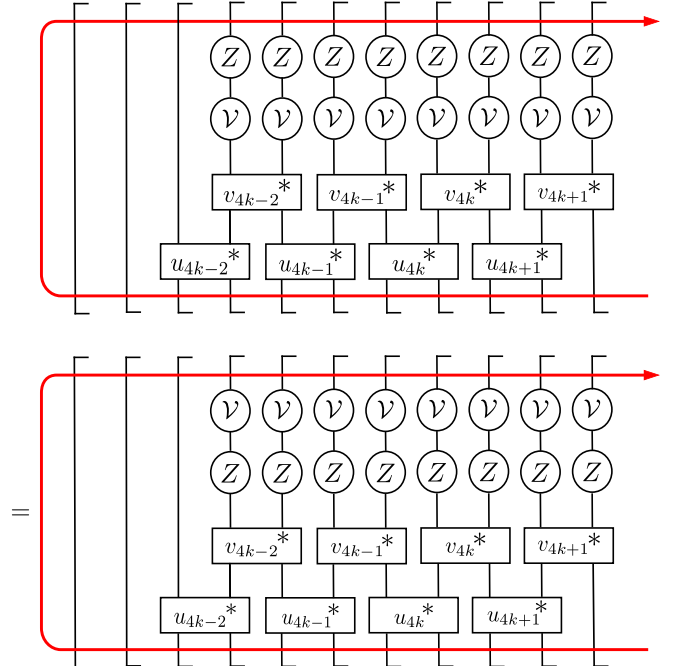 Z Z Z Z Z Z Z Z
𝒱 𝒱 𝒱 𝒱 𝒱 𝒱 𝒱 𝒱
v₄ₖ₋₂* v₄ₖ₋₁* v₄ₖ* v₄ₖ₊₁*
u₄ₖ₋₂* u₄ₖ₋₁* u₄ₖ* u₄ₖ₊₁*
𝒱 𝒱 𝒱 𝒱 𝒱 𝒱 𝒱 𝒱
Z Z Z Z Z Z Z Z
=
v₄ₖ₋₂* v₄ₖ₋₁* v₄ₖ* v₄ₖ₊₁*
u₄ₖ₋₂* u₄ₖ₋₁* u₄ₖ* u₄ₖ₊₁*